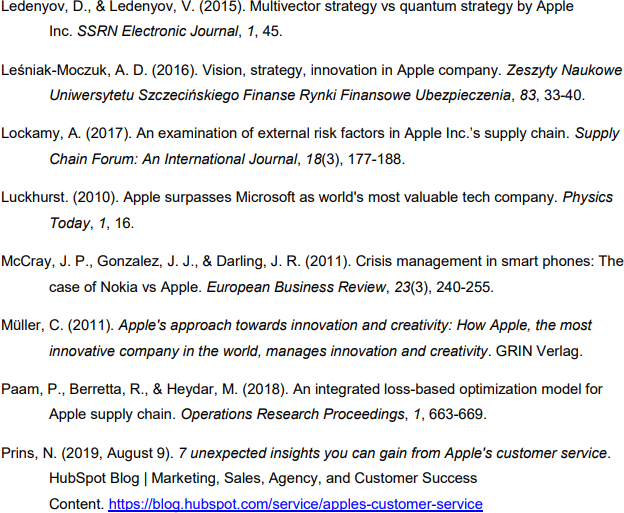 Ledenyov, D., & Ledenyov, V. (2015). Multivector strategy vs quantum strategy by Apple
Inc. SSRN Electronic Journal, 1, 45.
Leśniak-Moczuk, A. D. (2016). Vision, strategy, innovation in Apple company. Zeszyty Naukowe
Uniwersytetu Szczecińskiego Finanse Rynki Finansowe Ubezpieczenia, 83, 33-40.
Lockamy, A. (2017). An examination of external risk factors in Apple Inc.’s supply chain. Supply
Chain Forum: An International Journal, 18(3), 177-188.
Luckhurst. (2010). Apple surpasses Microsoft as world's most valuable tech company. Physics
Today, 1, 16.
McCray, J. P., Gonzalez, J. J., & Darling, J. R. (2011). Crisis management in smart phones: The
case of Nokia vs Apple. European Business Review, 23(3), 240-255.
Müller, C. (2011). Apple's approach towards innovation and creativity: How Apple, the most
innovative company in the world, manages innovation and creativity. GRIN Verlag.
Paam, P., Berretta, R., & Heydar, M. (2018). An integrated loss-based optimization model for
Apple supply chain. Operations Research Proceedings, 1, 663-669.
Prins, N. (2019, August 9). 7 unexpected insights you can gain from Apple's customer service.
HubSpot Blog | Marketing, Sales, Agency, and Customer Success
Content. https://blog.hubspot.com/service/apples-customer-service